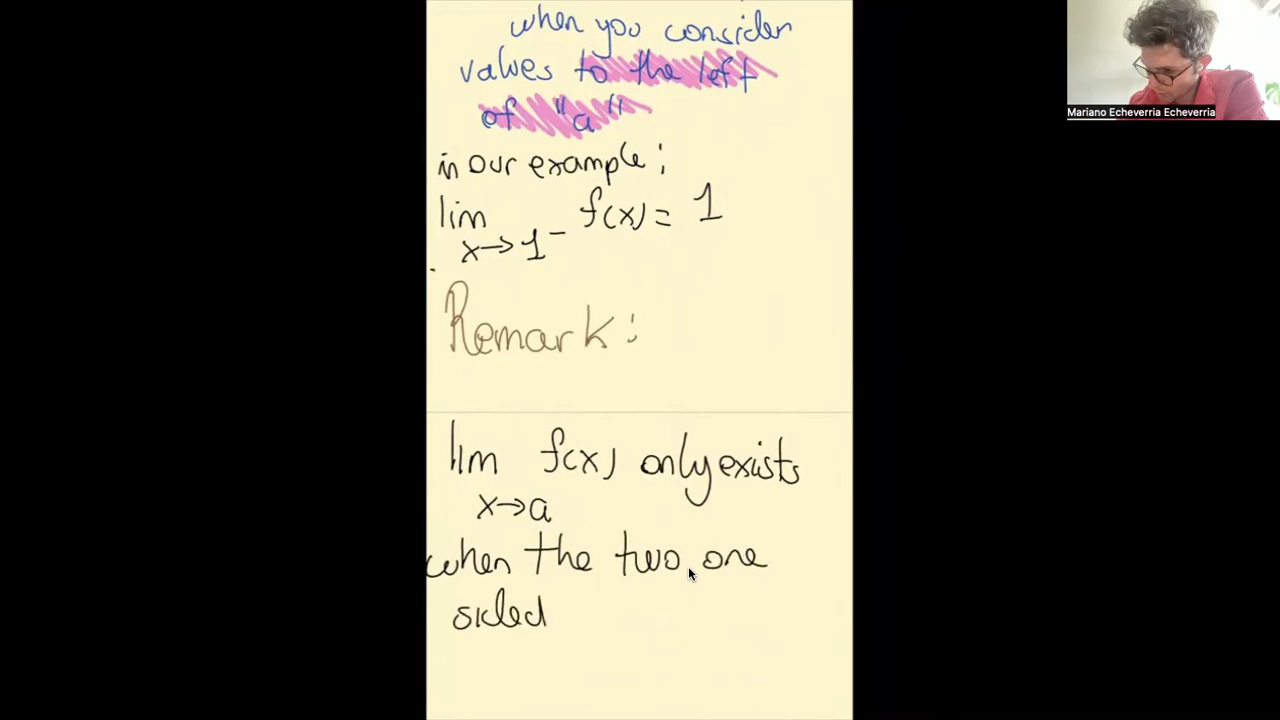 when you consider
values to the left
of "a"
in our example:
lim f(x) = 1
x→1⁻
Remark:
lim f(x) only exists
x→a
when the two one
sided
Mariano Echeverria Echeverria